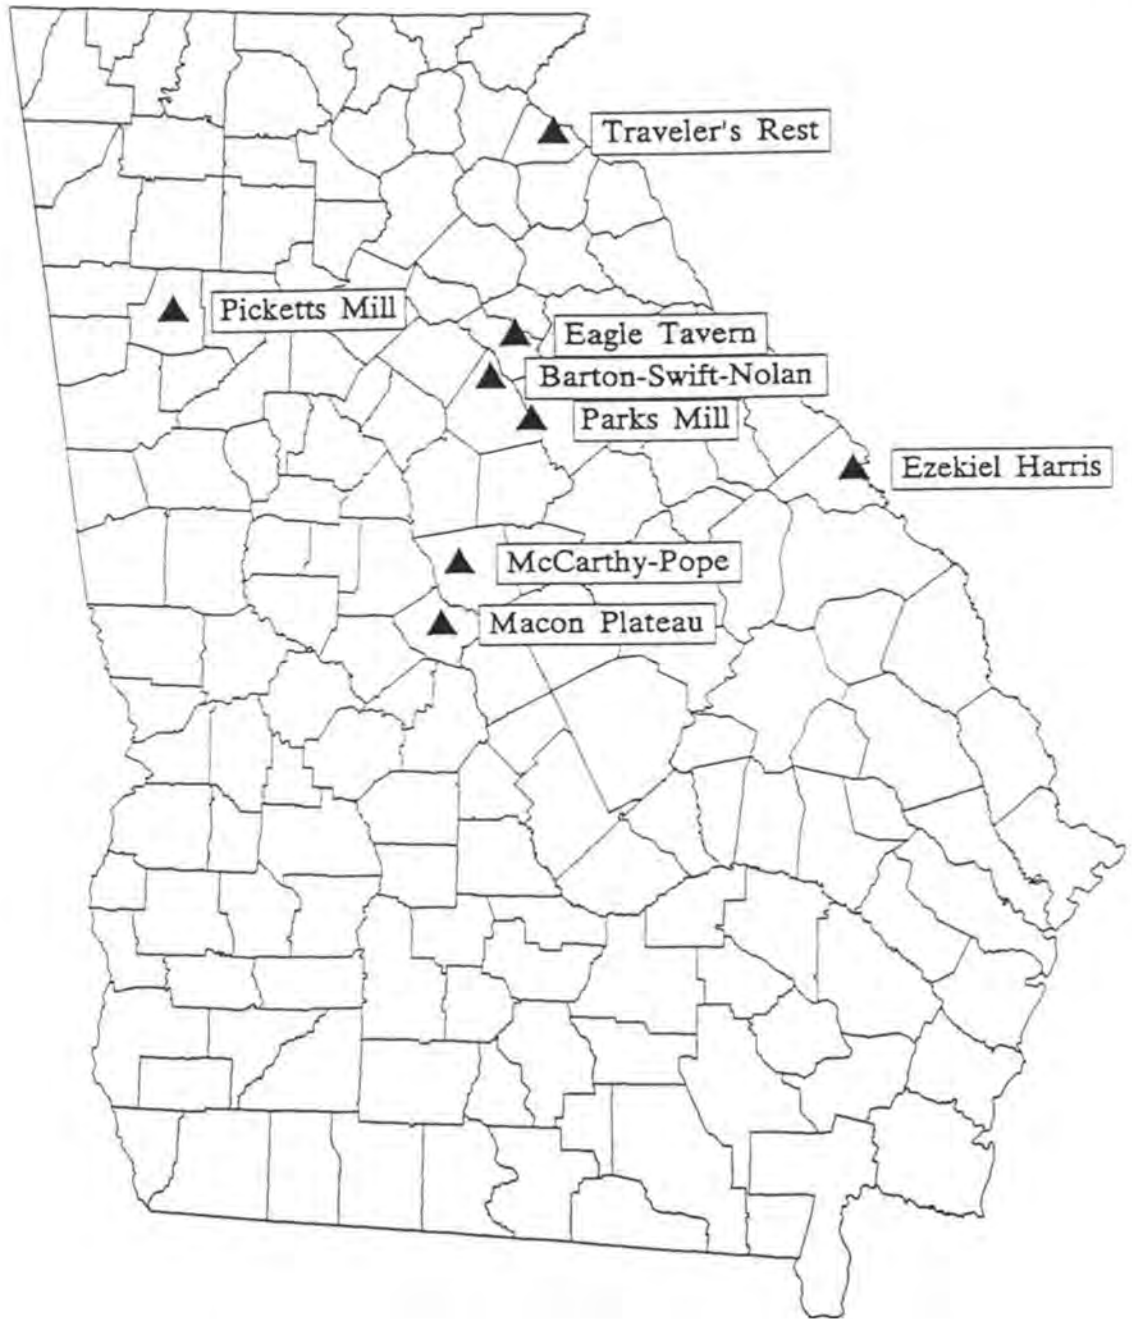 Traveler's Rest
Picketts Mill
Eagle Tavern
Barton-Swift-Nolan
Parks Mill
Ezekiel Harris
McCarthy-Pope
Macon Plateau